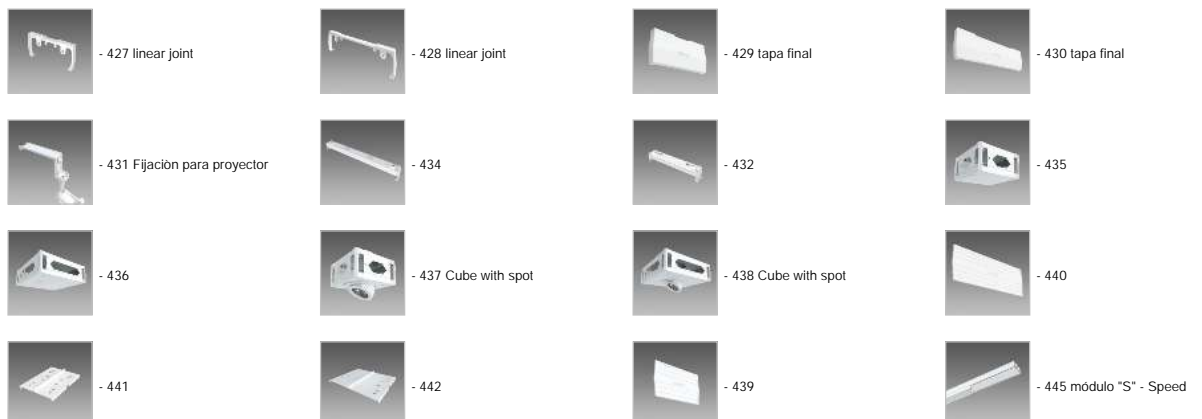 - 427 linear joint
- 428 linear joint
- 429 tapa final
- 430 tapa final
- 431 Fijaciòn para proyector
- 434
- 432
- 435
- 436
- 437 Cube with spot
- 438 Cube with spot
- 440
- 441
- 442
- 439
- 445 módulo "S" - Speed